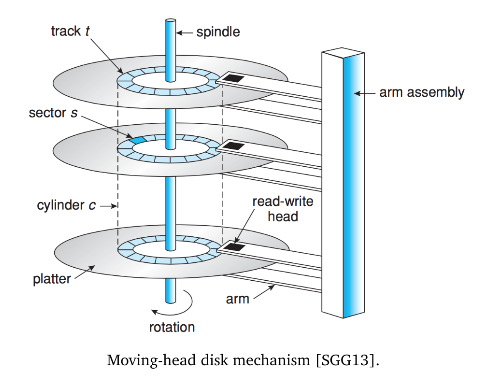 track t
spindle
arm assembly
sector s
cylinder c
read-write
head
platter
arm
rotation
Moving-head disk mechanism [SGG13].